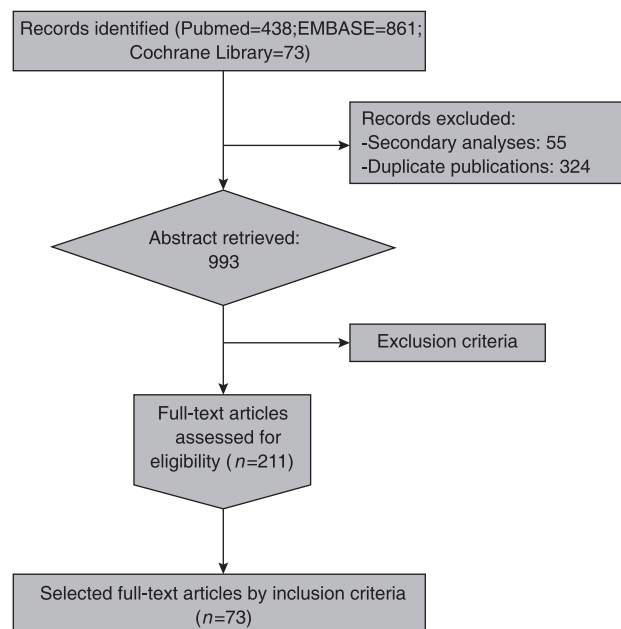 Records identified (Pubmed=438;EMBASE=861;
Cochrane Library=73)
Records excluded:
-Secondary analyses: 55
-Duplicate publications: 324
Abstract retrieved:
993
Exclusion criteria
Full-text articles
assessed for
eligibility (n=211)
Selected full-text articles by inclusion criteria
(n=73)